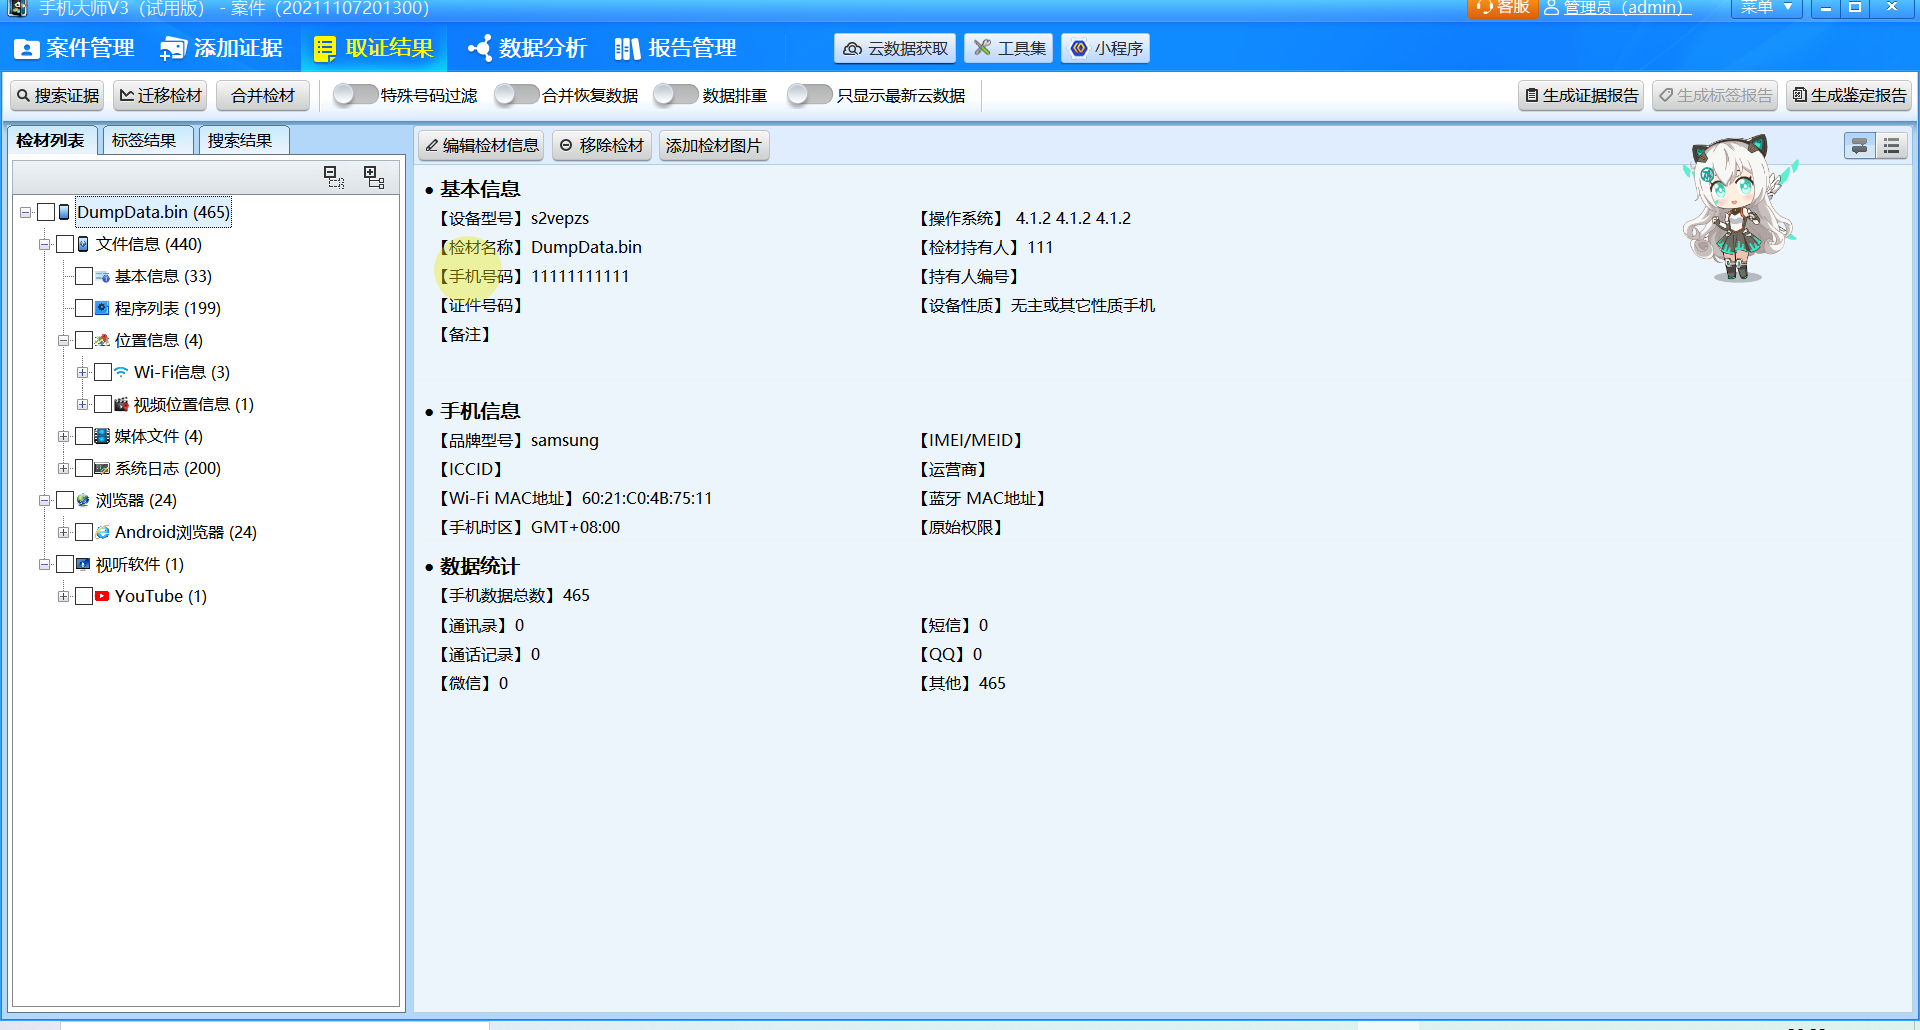 手机大师V3（试用版） - 案件（20211107201300）
客服 管理员（admin） 菜单
案件管理 添加证据 取证结果 数据分析 报告管理 云数据获取 工具集 小程序
搜索证据 迁移检材 合并检材 特殊号码过滤 合并恢复数据 数据排重 只显示最新云数据 生成证据报告 生成标签报告 生成鉴定报告
检材列表 标签结果 搜索结果
DumpData.bin (465)
文件信息 (440)
基本信息 (33)
程序列表 (199)
位置信息 (4)
Wi-Fi信息 (3)
视频位置信息 (1)
媒体文件 (4)
系统日志 (200)
浏览器 (24)
Android浏览器 (24)
视听软件 (1)
YouTube (1)
编辑检材信息 移除检材 添加检材图片
• 基本信息
【设备型号】s2vepzs 【操作系统】 4.1.2 4.1.2 4.1.2
【检材名称】DumpData.bin 【检材持有人】111
【手机号码】11111111111 【持有人编号】
【证件号码】 【设备性质】无主或其它性质手机
【备注】
• 手机信息
【品牌型号】samsung 【IMEI/MEID】
【ICCID】 【运营商】
【Wi-Fi MAC地址】60:21:C0:4B:75:11 【蓝牙 MAC地址】
【手机时区】GMT+08:00 【原始权限】
• 数据统计
【手机数据总数】465
【通讯录】0 【短信】0
【通话记录】0 【QQ】0
【微信】0 【其他】465